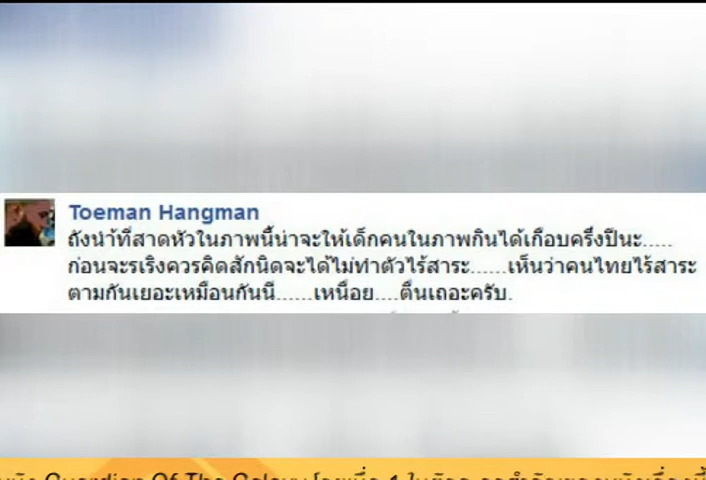 Toeman Hangman
ถังน้ำที่สาดหัวในภาพนี้น่าจะให้เด็กคนในภาพกินได้เกือบครึ่งปีนะ.....
ก่อนจะรเริงควรคิดสักนิดจะได้ไม่ทำตัวไร้สาระ......เห็นว่าคนไทยไร้สาระ
ตามกันเยอะเหมือนกันนี่......เหนื่อย....ตื่นเถอะครับ.
Guardian Of The Galaxy 1